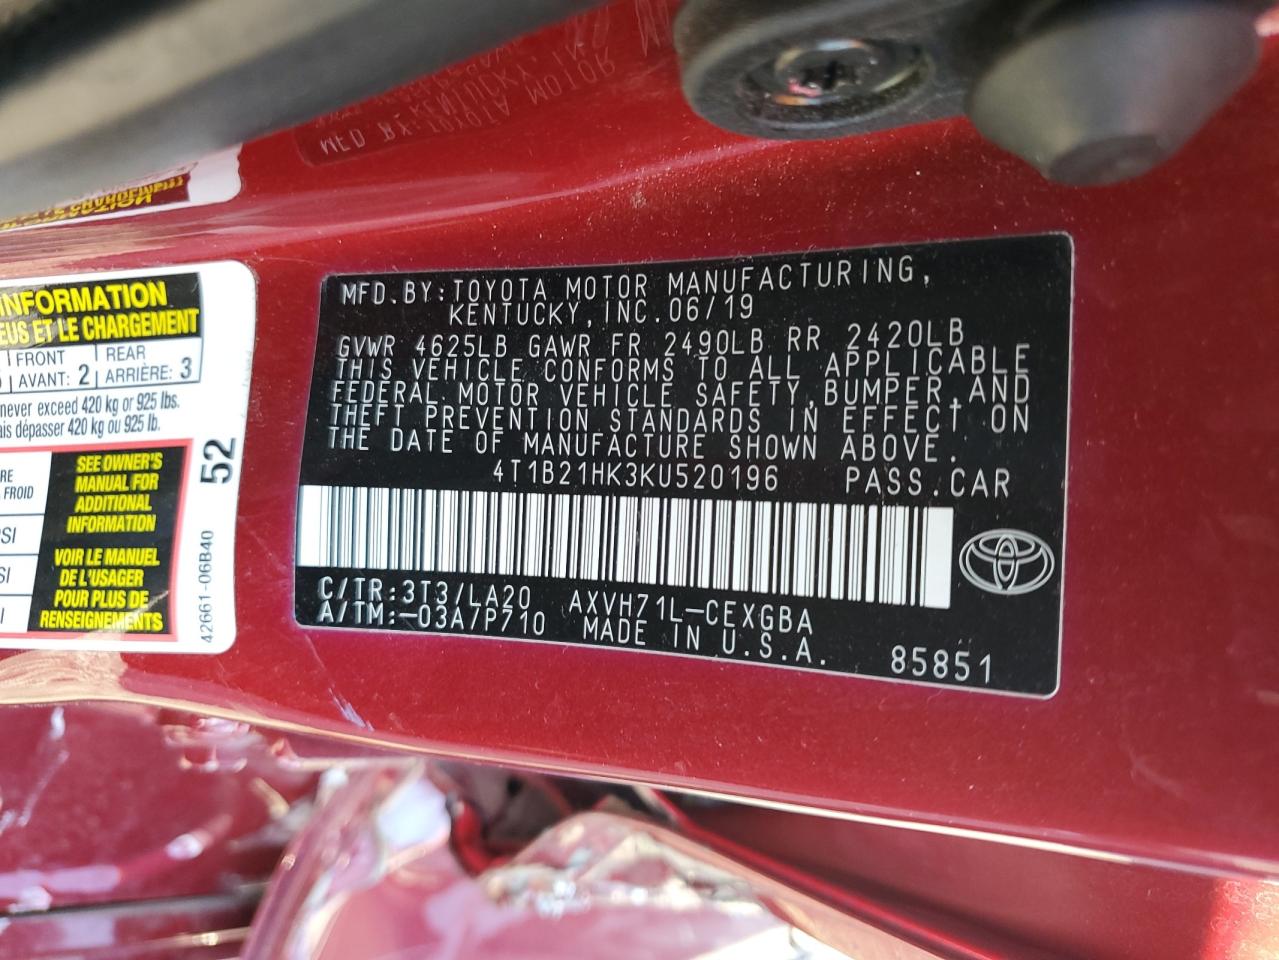 MFD.BY:TOYOTA MOTOR MANUFACTURING,
KENTUCKY, INC. 06/19
GVWR 4625LB GAWR FR 2490LB RR 2420LB
THIS VEHICLE CONFORMS TO ALL APPLICABLE
FEDERAL MOTOR VEHICLE SAFETY, BUMPER, AND
THEFT PREVENTION STANDARDS IN EFFECT ON
THE DATE OF MANUFACTURE SHOWN ABOVE.
4T1B21HK3KU520196 PASS.CAR
C/TR:3T3/LA20 AXVH71L-CEXGBA
A/TM:-03A/P710 MADE IN U.S.A.
85851
INFORMATION
ET LE CHARGEMENT
FRONT REAR
AVANT: 2 ARRIÈRE: 3
never exceed 420 kg or 925 lbs.
dépasser 420 kg ou 925 lb.
FROID
SEE OWNER'S
MANUAL FOR
ADDITIONAL
INFORMATION
VOIR LE MANUEL
DE L'USAGER
POUR PLUS DE
RENSEIGNEMENTS
52
42661-06B40